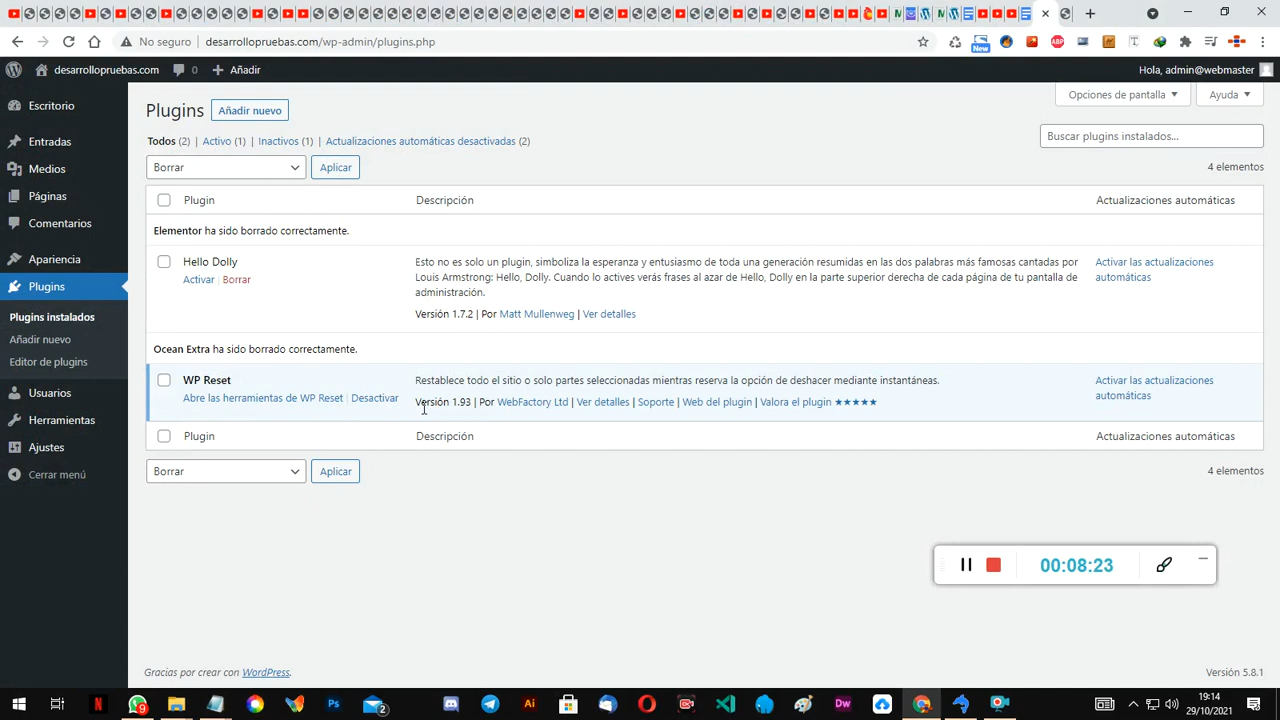 No seguro
desarrollopruebas.com/wp-admin/plugins.php
New
ABP
desarrollopruebas.com
0
Añadir
Hola, admin@webmaster
Escritorio
Entradas
Medios
Páginas
Comentarios
Apariencia
Plugins
Plugins instalados
Añadir nuevo
Editor de plugins
Usuarios
Herramientas
Ajustes
Cerrar menú
Opciones de pantalla
Ayuda
Plugins
Añadir nuevo
Todos (2) | Activo (1) | Inactivos (1) | Actualizaciones automáticas desactivadas (2)
Buscar plugins instalados...
Borrar
Aplicar
4 elementos
Plugin
Descripción
Actualizaciones automáticas
Elementor ha sido borrado correctamente.
Hello Dolly
Activar | Borrar
Esto no es solo un plugin, simboliza la esperanza y entusiasmo de toda una generación resumidas en las dos palabras más famosas cantadas por
Louis Armstrong: Hello, Dolly. Cuando lo actives verás frases al azar de Hello, Dolly en la parte superior derecha de cada página de tu pantalla de
administración.
Versión 1.7.2 | Por Matt Mullenweg | Ver detalles
Activar las actualizaciones
automáticas
Ocean Extra ha sido borrado correctamente.
WP Reset
Abre las herramientas de WP Reset | Desactivar
Restablece todo el sitio o solo partes seleccionadas mientras reserva la opción de deshacer mediante instantáneas.
Versión 1.93 | Por WebFactory Ltd | Ver detalles | Soporte | Web del plugin | Valora el plugin ★★★★★
Activar las actualizaciones
automáticas
Plugin
Descripción
Actualizaciones automáticas
Borrar
Aplicar
4 elementos
00:08:23
Gracias por crear con WordPress.
Versión 5.8.1
N
9
Ps
2
Ai
Dw
19:14
29/10/2021